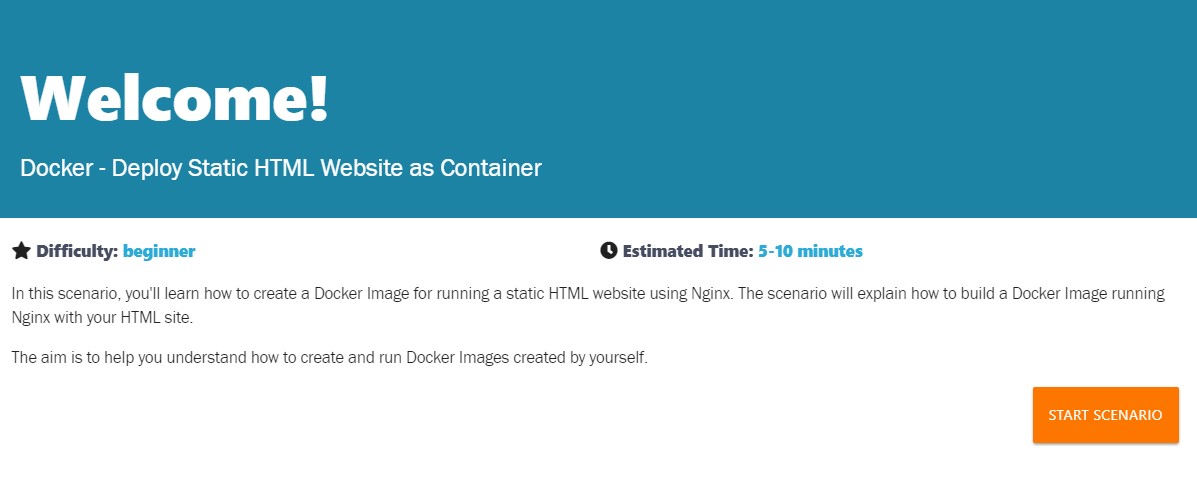 Welcome!
Docker - Deploy Static HTML Website as Container
Difficulty: beginner
Estimated Time: 5-10 minutes
In this scenario, you'll learn how to create a Docker Image for running a static HTML website using Nginx. The scenario will explain how to build a Docker Image running
Nginx with your HTML site.
The aim is to help you understand how to create and run Docker Images created by yourself.
START SCENARIO